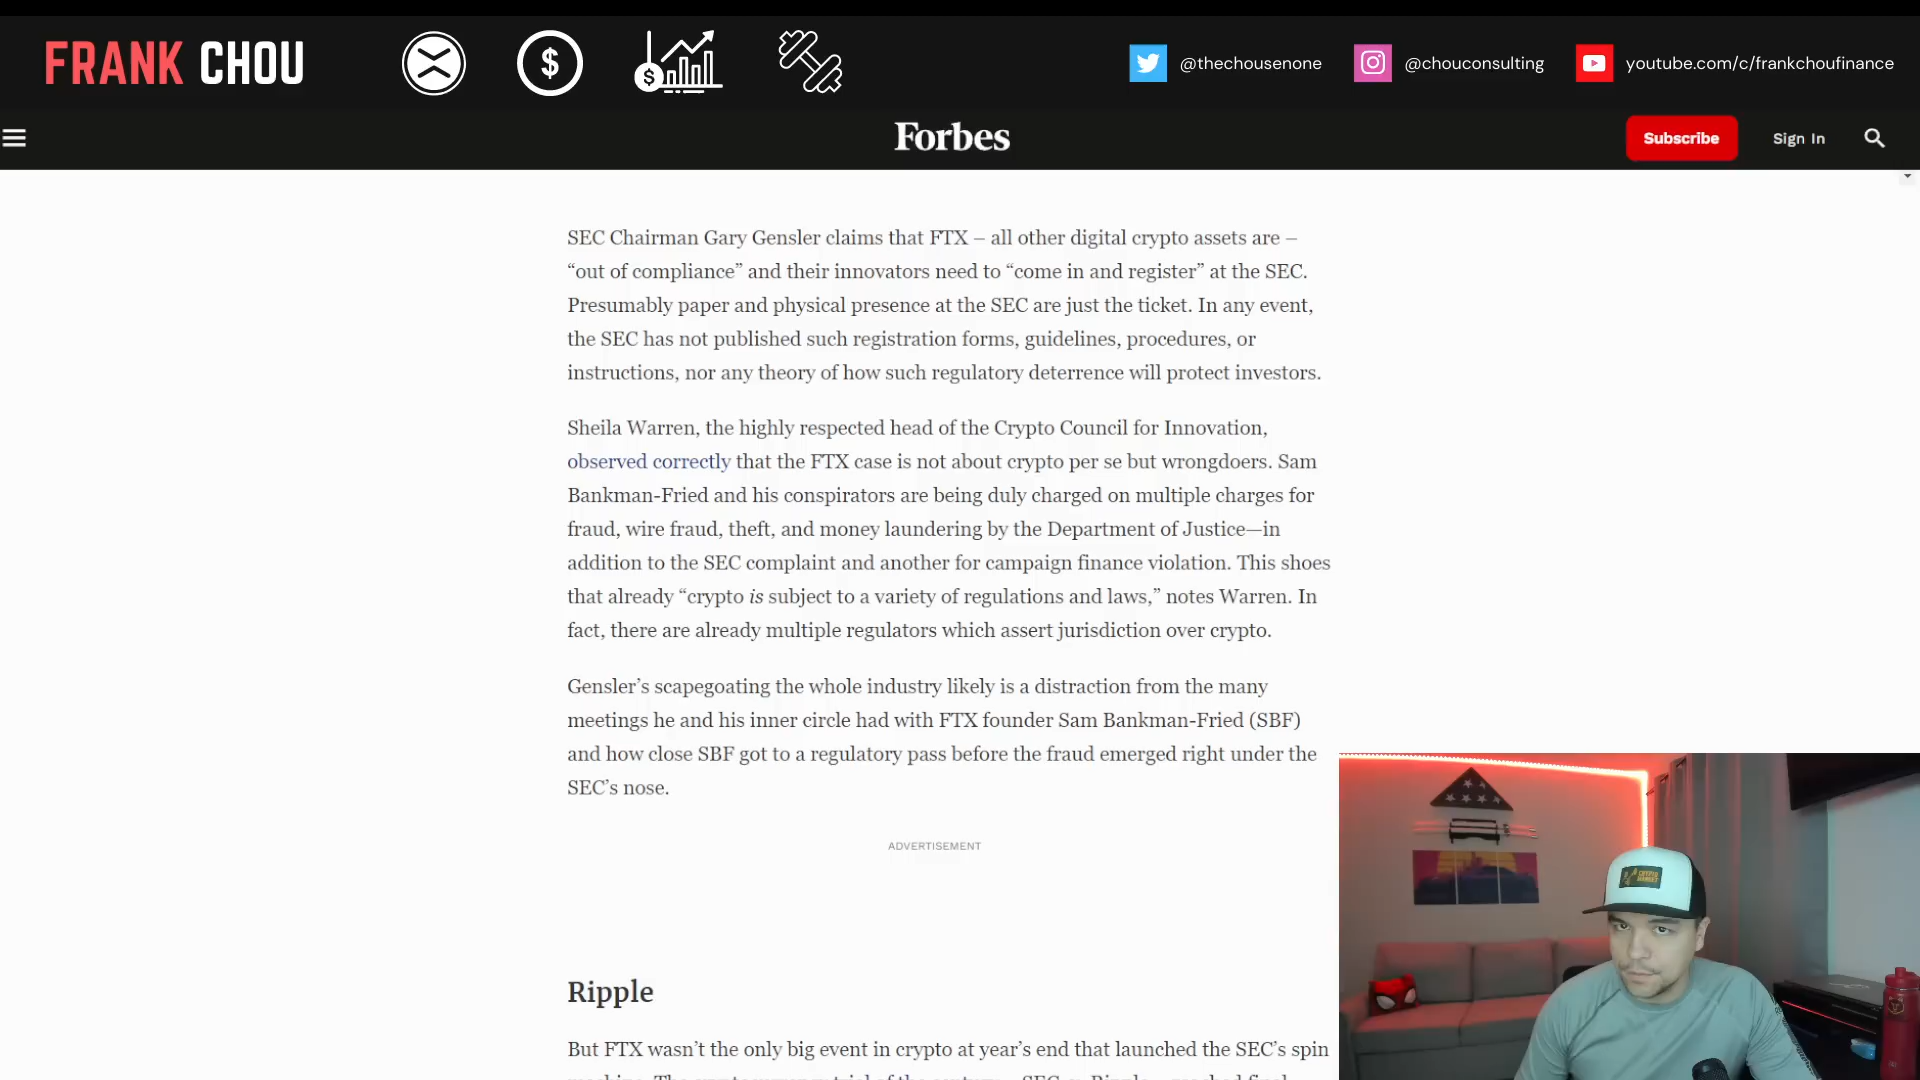 FRANK CHOU
@thechousenone
@chouconsulting
youtube.com/c/frankchoufinance
Forbes
Subscribe
Sign In
SEC Chairman Gary Gensler claims that FTX – all other digital crypto assets are –
“out of compliance” and their innovators need to “come in and register” at the SEC.
Presumably paper and physical presence at the SEC are just the ticket. In any event,
the SEC has not published such registration forms, guidelines, procedures, or
instructions, nor any theory of how such regulatory deterrence will protect investors.
Sheila Warren, the highly respected head of the Crypto Council for Innovation,
observed correctly that the FTX case is not about crypto per se but wrongdoers. Sam
Bankman-Fried and his conspirators are being duly charged on multiple charges for
fraud, wire fraud, theft, and money laundering by the Department of Justice—in
addition to the SEC complaint and another for campaign finance violation. This shoes
that already “crypto is subject to a variety of regulations and laws,” notes Warren. In
fact, there are already multiple regulators which assert jurisdiction over crypto.
Gensler’s scapegoating the whole industry likely is a distraction from the many
meetings he and his inner circle had with FTX founder Sam Bankman-Fried (SBF)
and how close SBF got to a regulatory pass before the fraud emerged right under the
SEC’s nose.
ADVERTISEMENT
Ripple
But FTX wasn’t the only big event in crypto at year’s end that launched the SEC’s spin